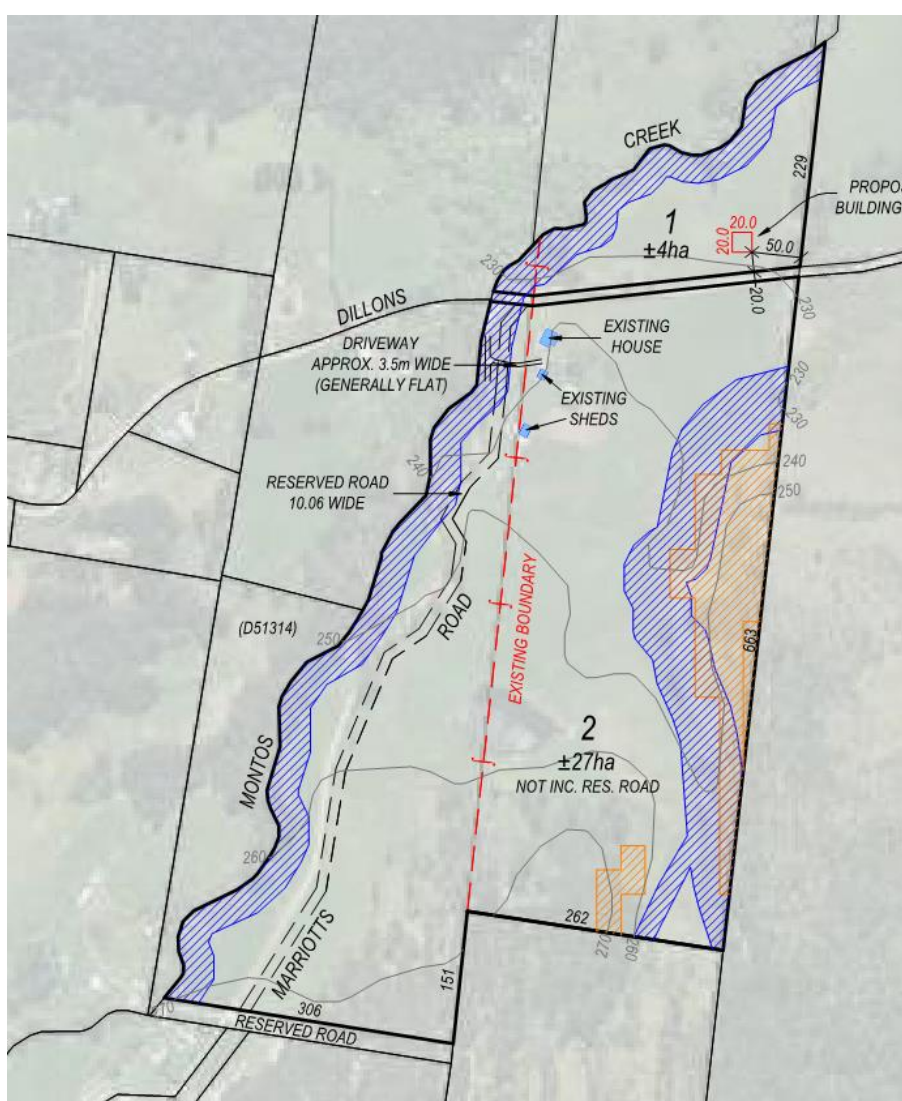 CREEK
229
PROPOS
BUILDING
1
±4ha
20.0
20.0
50.0
20.0
230
230
DILLONS
DRIVEWAY
APPROX. 3.5m WIDE
(GENERALLY FLAT)
EXISTING
HOUSE
EXISTING
SHEDS
230
230
240
250
240
RESERVED ROAD
10.06 WIDE
EXISTING BOUNDARY
ROAD
(D51314)
250
663
2
±27ha
NOT INC. RES. ROAD
MONTOS
260
262
270
260
MARRIOTTS
151
306
270
RESERVED ROAD